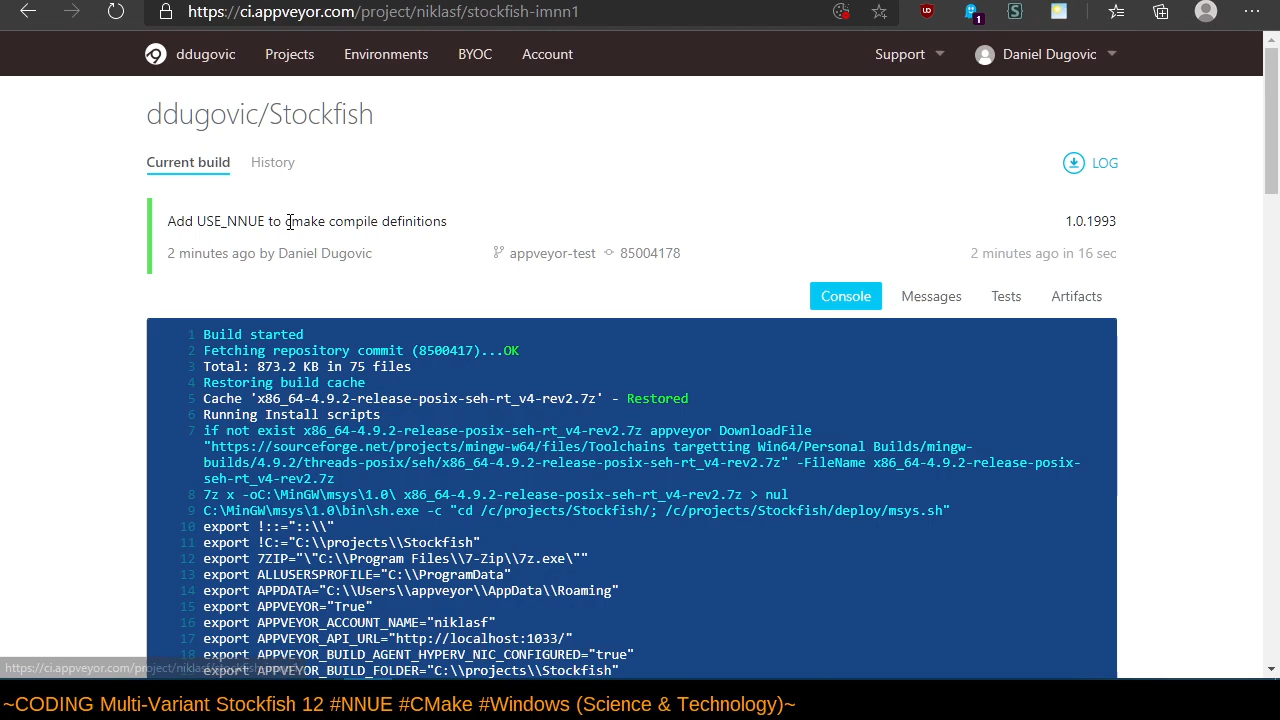 https://ci.appveyor.com/project/niklasf/stockfish-imnn1
1
ddugovic Projects Environments BYOC Account Support Daniel Dugovic
ddugovic/Stockfish
Current build History LOG
Add USE_NNUE to cmake compile definitions 1.0.1993
2 minutes ago by Daniel Dugovic appveyor-test 85004178 2 minutes ago in 16 sec
Console Messages Tests Artifacts
1 Build started
2 Fetching repository commit (8500417)...OK
3 Total: 873.2 KB in 75 files
4 Restoring build cache
5 Cache 'x86_64-4.9.2-release-posix-seh-rt_v4-rev2.7z' - Restored
6 Running Install scripts
7 if not exist x86_64-4.9.2-release-posix-seh-rt_v4-rev2.7z appveyor DownloadFile
"https://sourceforge.net/projects/mingw-w64/files/Toolchains targetting Win64/Personal Builds/mingw-
builds/4.9.2/threads-posix/seh/x86_64-4.9.2-release-posix-seh-rt_v4-rev2.7z" -FileName x86_64-4.9.2-release-posix-
seh-rt_v4-rev2.7z
8 7z x -oC:\MinGW\msys\1.0\ x86_64-4.9.2-release-posix-seh-rt_v4-rev2.7z > nul
9 C:\MinGW\msys\1.0\bin\sh.exe -c "cd /c/projects/Stockfish/; /c/projects/Stockfish/deploy/msys.sh"
10 export !::="::\\"
11 export !C:="C:\\projects\\Stockfish"
12 export 7ZIP="\"C:\\Program Files\\7-Zip\\7z.exe\""
13 export ALLUSERSPROFILE="C:\\ProgramData"
14 export APPDATA="C:\\Users\\appveyor\\AppData\\Roaming"
15 export APPVEYOR="True"
16 export APPVEYOR_ACCOUNT_NAME="niklasf"
17 export APPVEYOR_API_URL="http://localhost:1033/"
18 export APPVEYOR_BUILD_AGENT_HYPERV_NIC_CONFIGURED="true"
19 export APPVEYOR_BUILD_FOLDER="C:\\projects\\Stockfish"
~CODING Multi-Variant Stockfish 12 #NNUE #CMake #Windows (Science & Technology)~